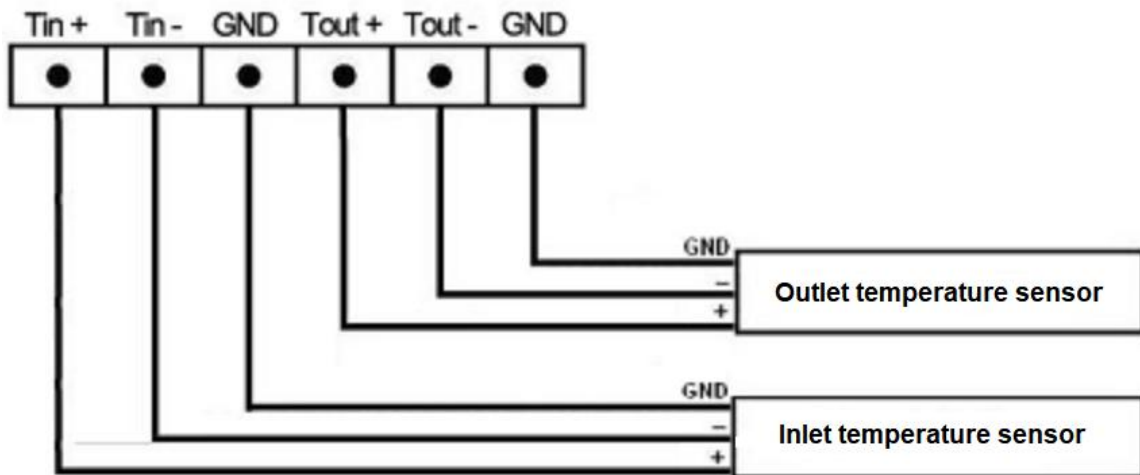 Tin + Tin - GND Tout + Tout - GND
GND
–
Outlet temperature sensor
+
GND
–
Inlet temperature sensor
+